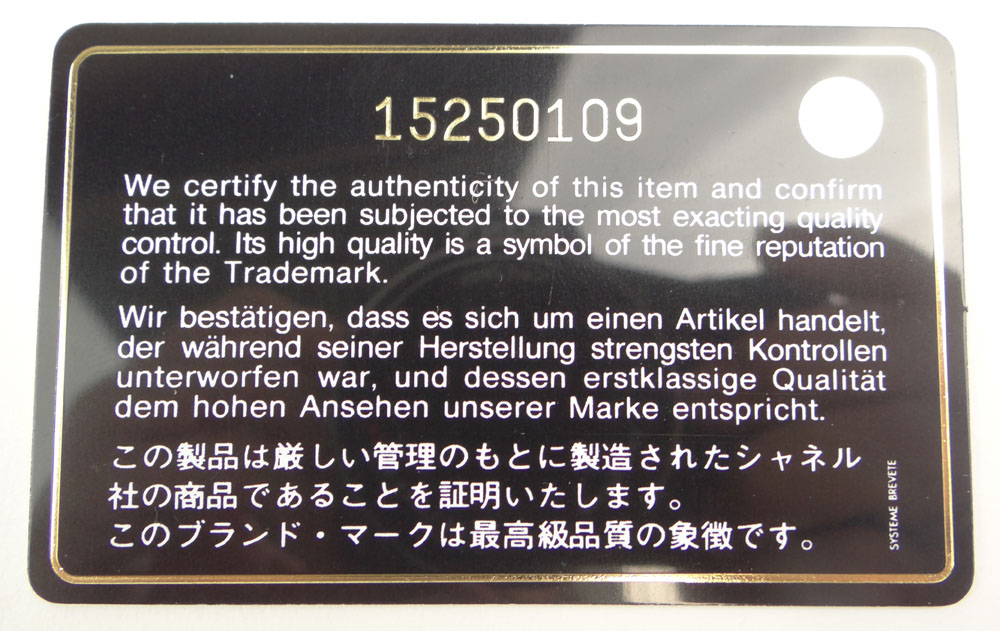 15250109
We certify the authenticity of this item and confirm
that it has been subjected to the most exacting quality
control. Its high quality is a symbol of the fine reputation
of the Trademark.
Wir bestätigen, dass es sich um einen Artikel handelt,
der während seiner Herstellung strengsten Kontrollen
unterworfen war, und dessen erstklassige Qualität
dem hohen Ansehen unserer Marke entspricht.
この製品は厳しい管理のもとに製造されたシャネル
社の商品であることを証明いたします。
このブランド・マークは最高級品質の象徴です。
SYSTEME BREVETE